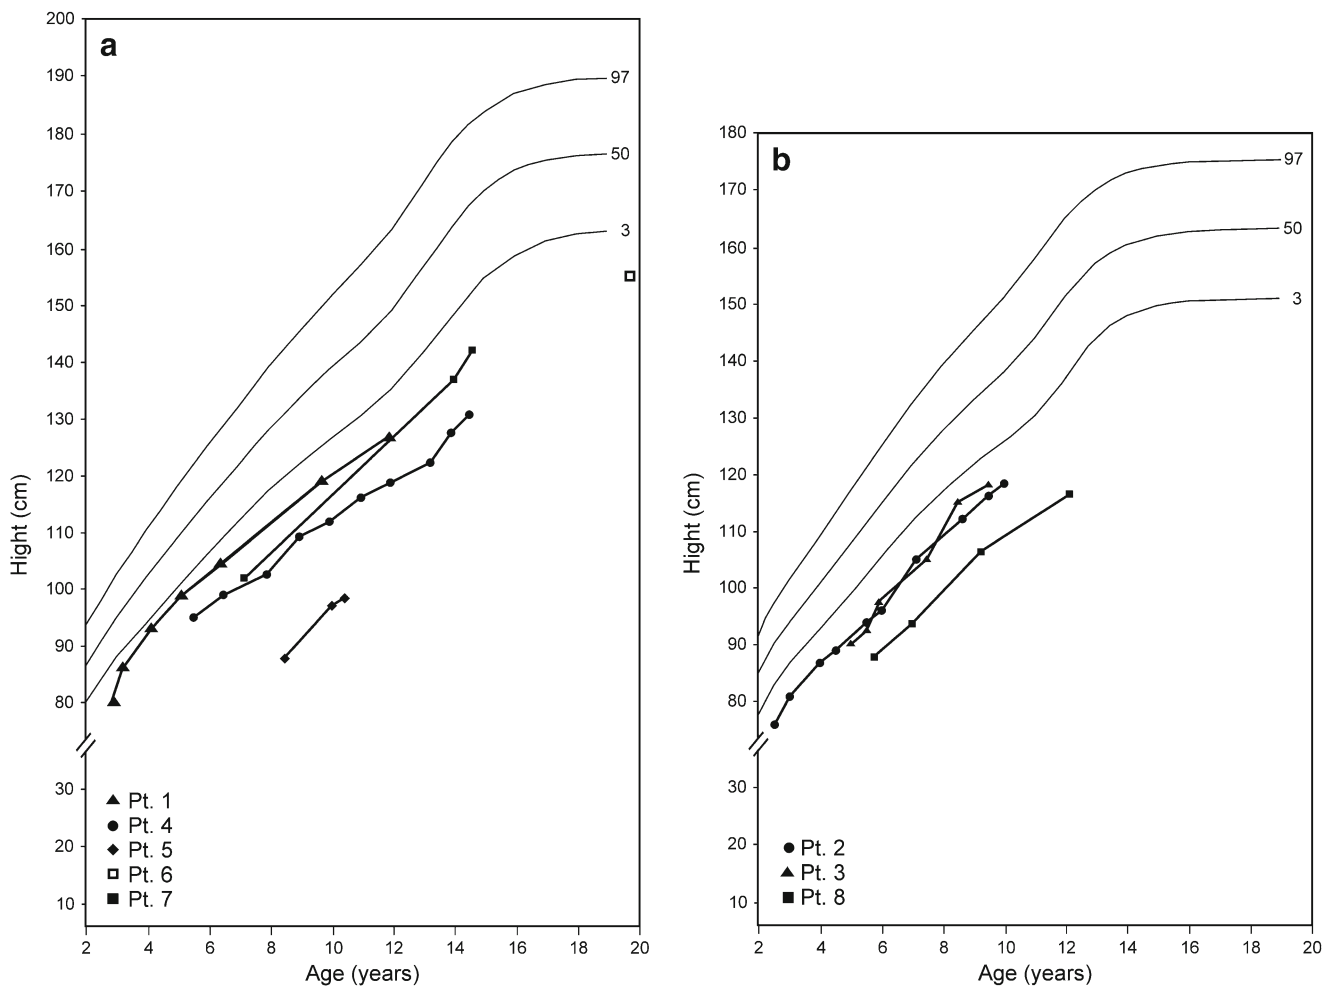 a
200
190
180
170
160
150
140
130
120
110
100
90
80
30
20
10
Hight (cm)
97
50
3
Pt. 1
Pt. 4
Pt. 5
Pt. 6
Pt. 7
2 4 6 8 10 12 14 16 18 20
Age (years)
b
180
170
160
150
140
130
120
110
100
90
80
30
20
10
Hight (cm)
97
50
3
Pt. 2
Pt. 3
Pt. 8
2 4 6 8 10 12 14 16 18 20
Age (years)